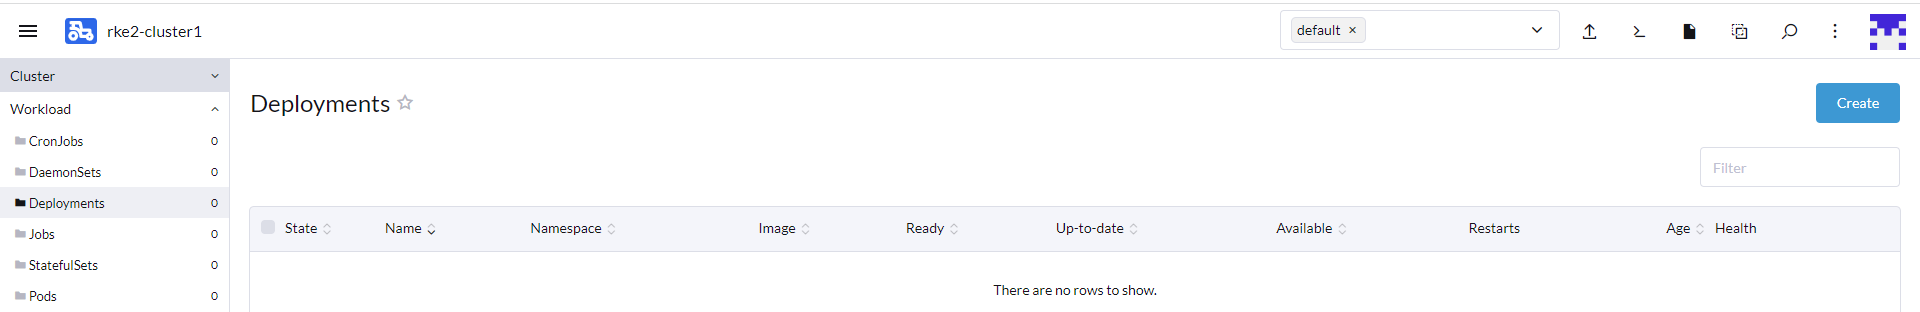 rke2-cluster1
default ×
Cluster
Workload
CronJobs 0
DaemonSets 0
Deployments 0
Jobs 0
StatefulSets 0
Pods 0
Deployments
Create
Filter
State Name Namespace Image Ready Up-to-date Available Restarts Age Health
There are no rows to show.